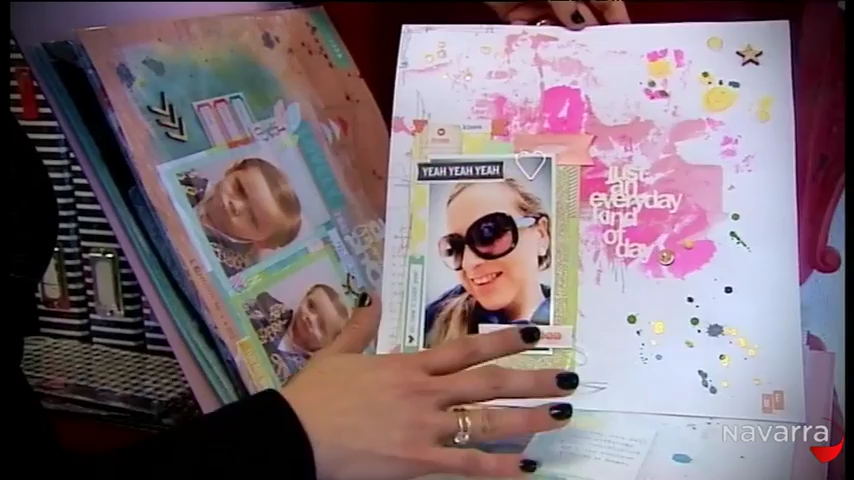 YEAH YEAH YEAH
just
an
everyday
kind
of
day
Navarra